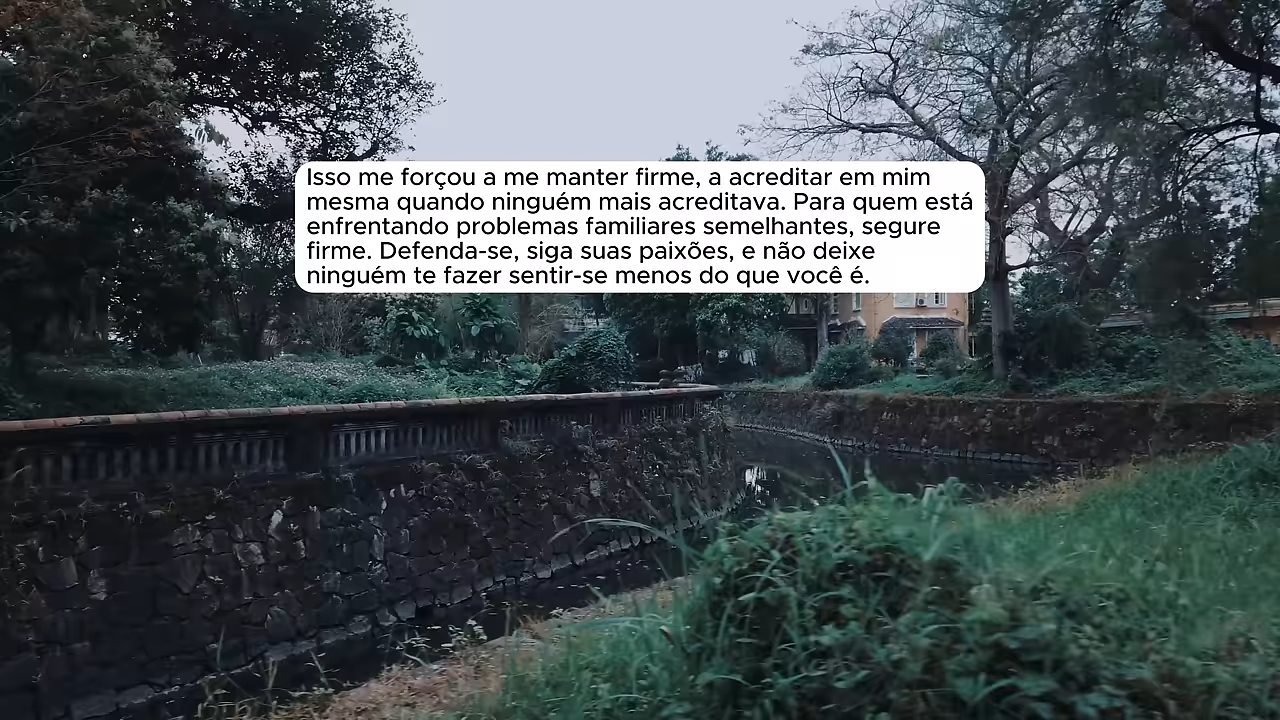 Isso me forçou a me manter firme, a acreditar em mim
mesma quando ninguém mais acreditava. Para quem está
enfrentando problemas familiares semelhantes, segure
firme. Defenda-se, siga suas paixões, e não deixe
ninguém te fazer sentir-se menos do que você é.